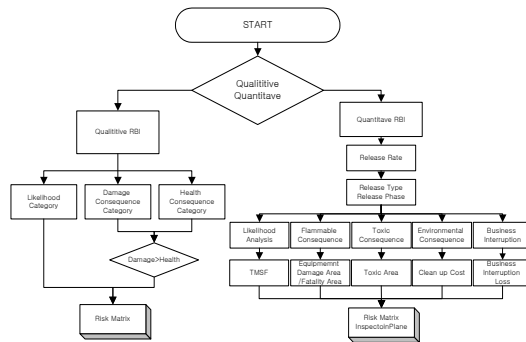 START
Qualititive
Quantitave
Qualititive RBI
Quantitave RBI
Release Rate
Release Type
Release Phase
Likelihood
Category
Damage
Consequence
Category
Health
Consequence
Category
Likelihood
Analysis
Flammable
Consequence
Toxic
Consequence
Environmental
Consequence
Business
Interruption
Damage>Health
TMSF
Equipmemnt
Damage Area
/Fatality Area
Toxic Area
Clean up Cost
Business
Interruption
Loss
Risk Matrix
Risk Matrix
InspectoinPlane